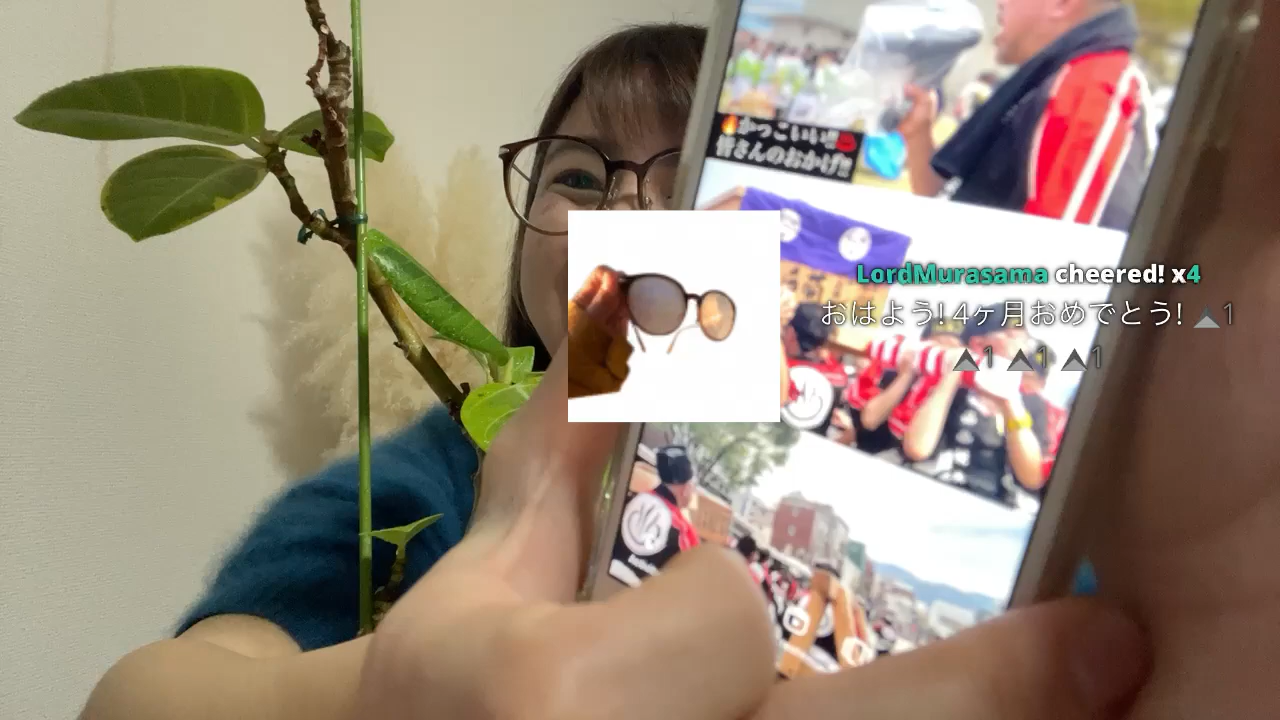 🔥かっこいい‼️
皆さんのおかげ‼️
LordMurasama cheered! x4
おはよう! 4ヶ月おめでとう! 1
1 1 1